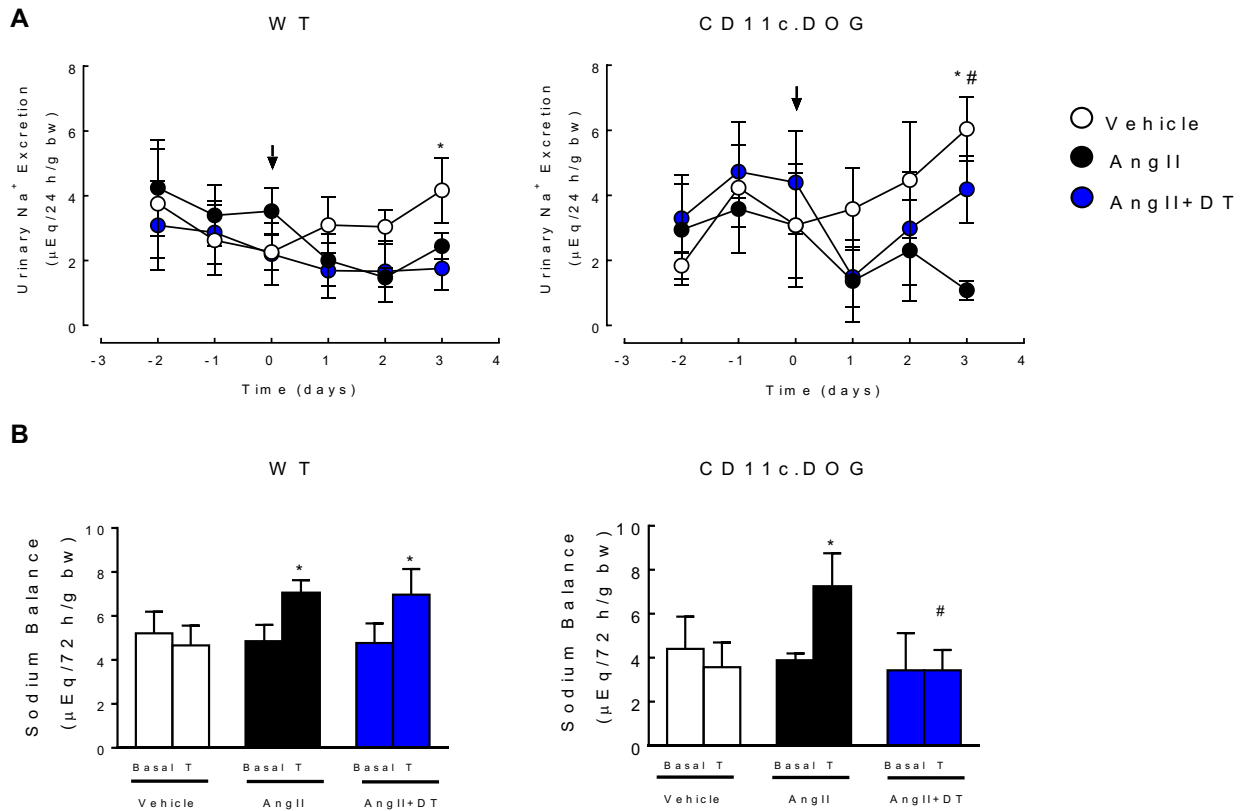 A
WT
CD11c.DOG
Urinary Na+ Excretion
(µEq/24 h/g bw)
8
6
4
2
0
*
-3 -2 -1 0 1 2 3 4
Time (days)
Urinary Na+ Excretion
(µEq/24 h/g bw)
8
6
4
2
0
* #
-3 -2 -1 0 1 2 3 4
Time (days)
Vehicle
AngII
AngII+DT
B
WT
CD11c.DOG
Sodium Balance
(µEq/72 h/g bw)
10
8
6
4
2
0
* *
Basal T Basal T Basal T
Vehicle AngII AngII+DT
Sodium Balance
(µEq/72 h/g bw)
10
8
6
4
2
0
* #
Basal T Basal T Basal T
Vehicle AngII AngII+DT